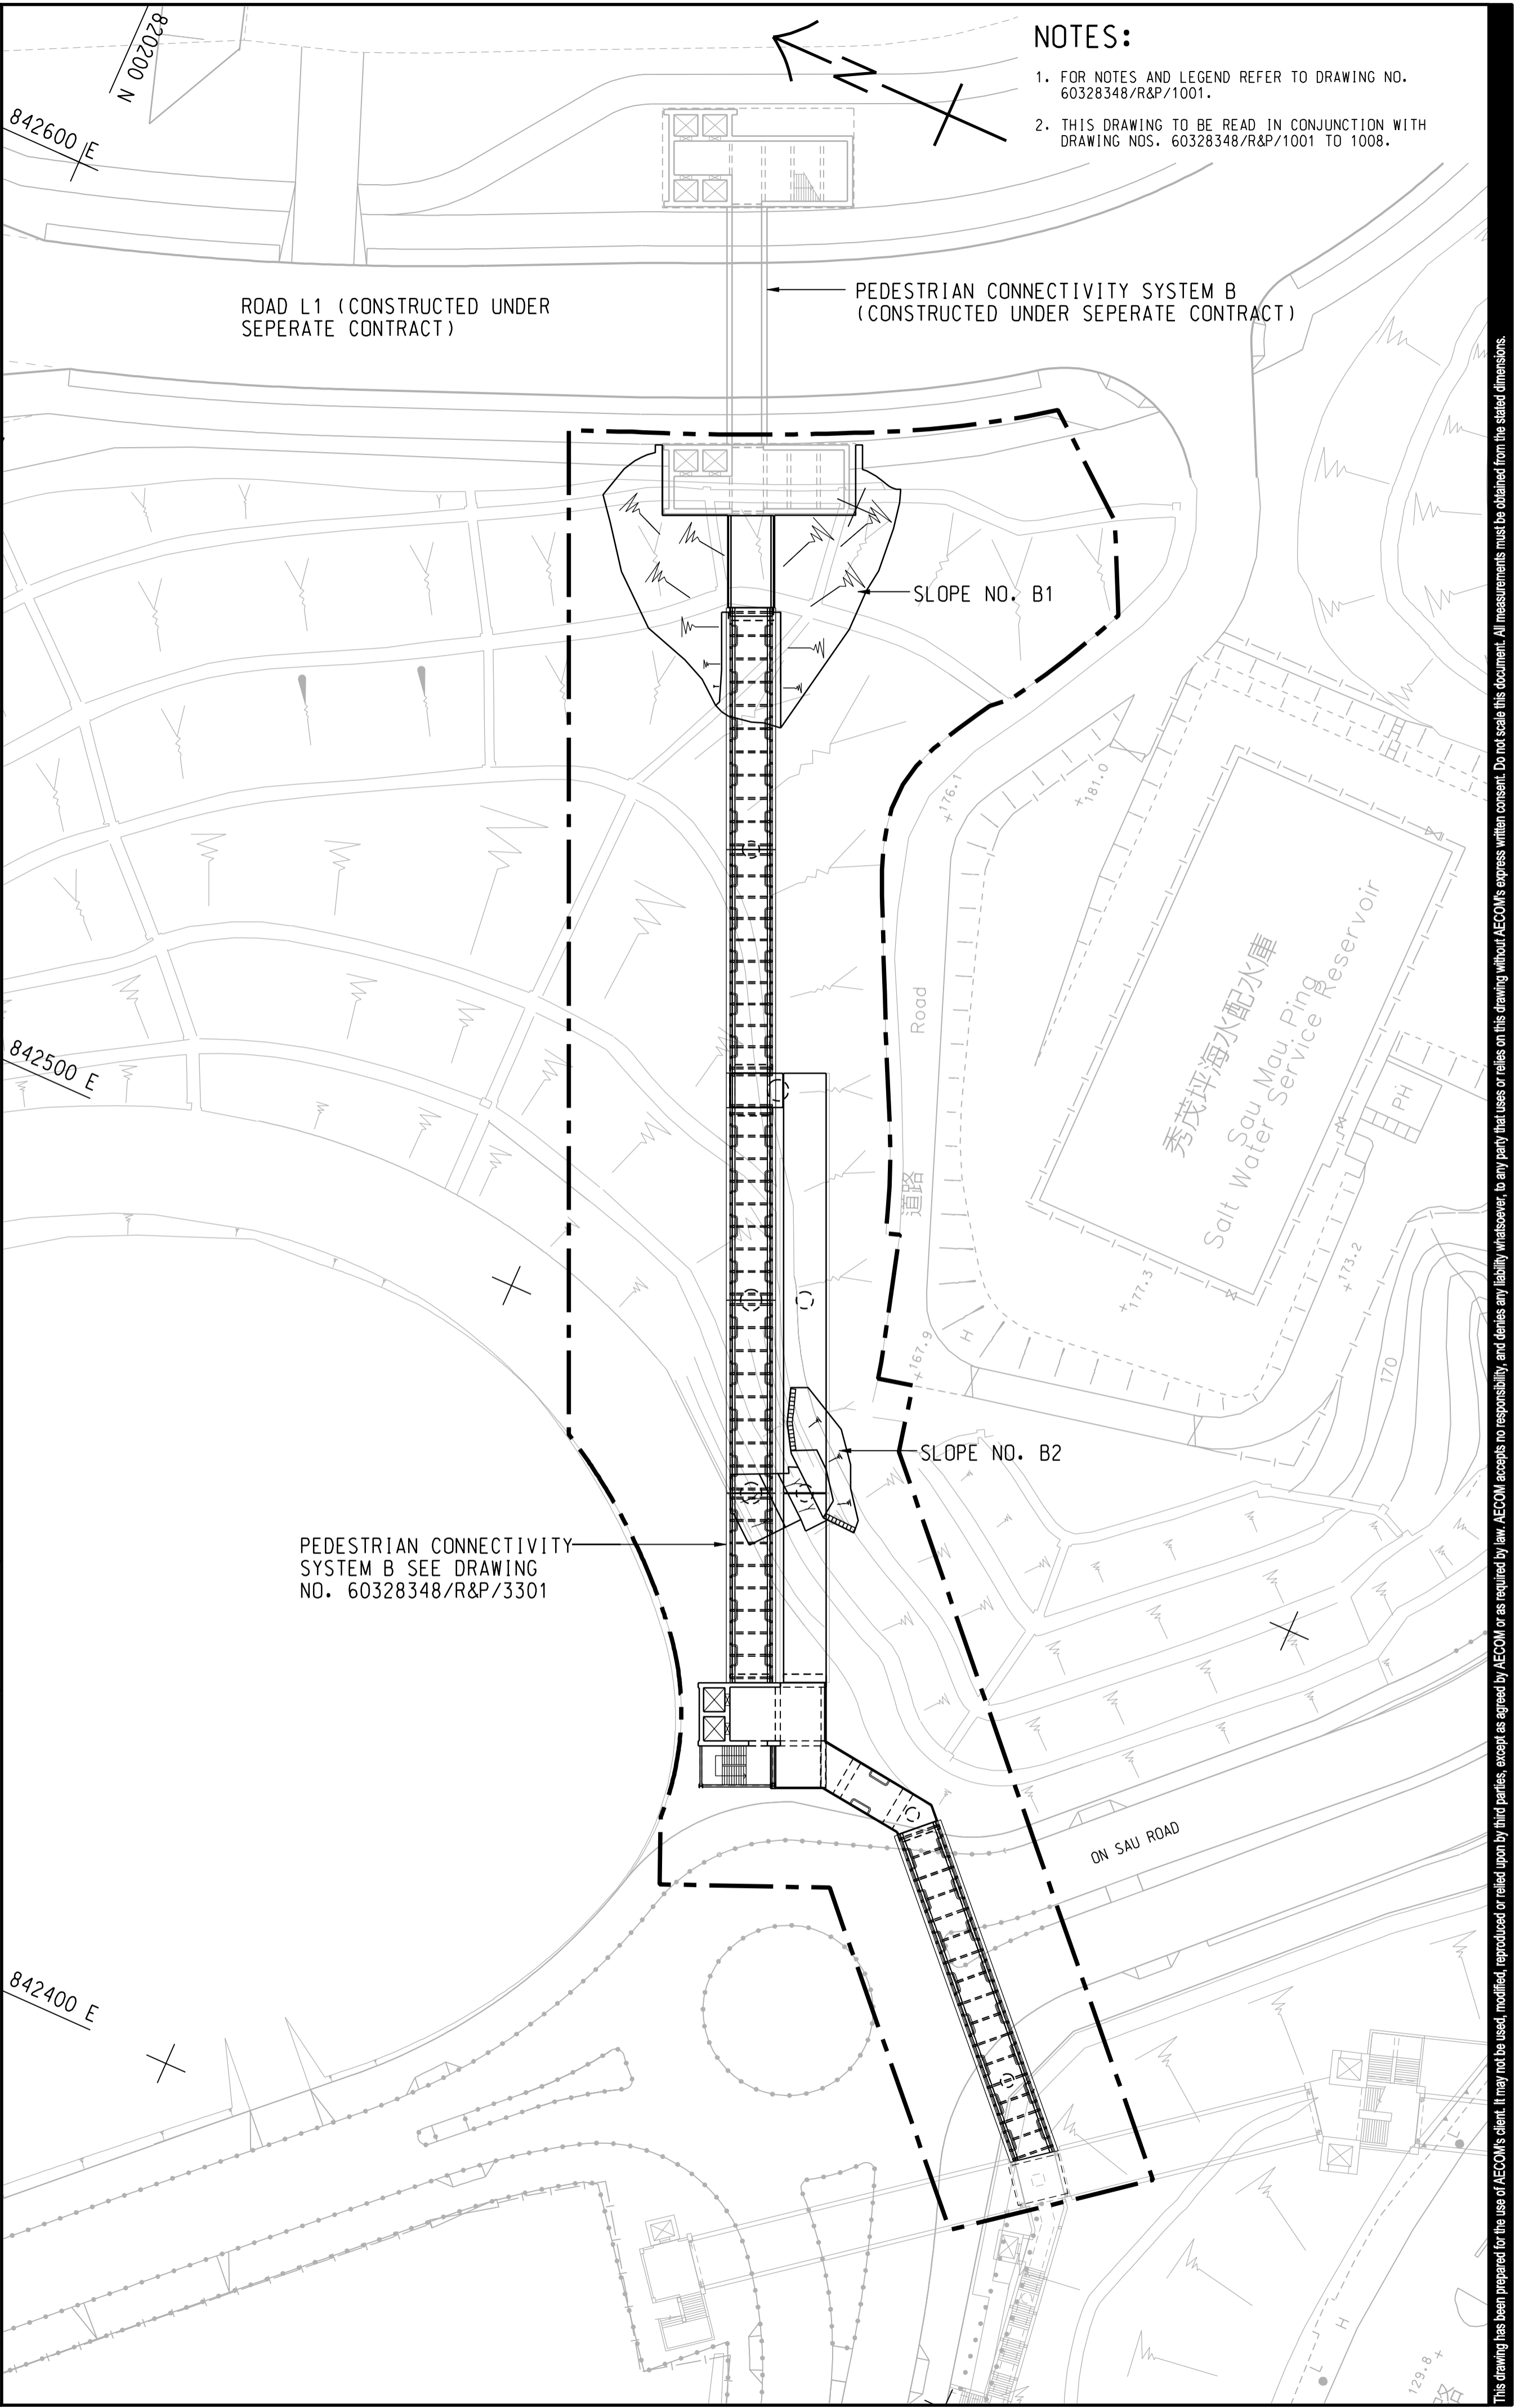 NOTES:
1. FOR NOTES AND LEGEND REFER TO DRAWING NO.
60328348/R&P/1001.
2. THIS DRAWING TO BE READ IN CONJUNCTION WITH
DRAWING NOS. 60328348/R&P/1001 TO 1008.
820200 N
842600 E
ROAD L1 (CONSTRUCTED UNDER
SEPERATE CONTRACT)
PEDESTRIAN CONNECTIVITY SYSTEM B
(CONSTRUCTED UNDER SEPERATE CONTRACT)
SLOPE NO. B1
+176.1
+181.0
842500 E
Road
道路
秀茂坪海水配水庫
Sau Mau Ping
Salt Water Service Reservoir
PH
+177.3
+173.2
+167.9
H
170
SLOPE NO. B2
PEDESTRIAN CONNECTIVITY
SYSTEM B SEE DRAWING
NO. 60328348/R&P/3301
ON SAU ROAD
842400 E
L
H
L
129.8+
路
This drawing has been prepared for the use of AECOM's client. It may not be used, modified, reproduced or relied upon by third parties, except as agreed by AECOM or as required by law. AECOM accepts no responsibility, and denies any liability whatsoever, to any party that uses or relies on this drawing without AECOM's express written consent. Do not scale this document. All measurements must be obtained from the stated dimensions.